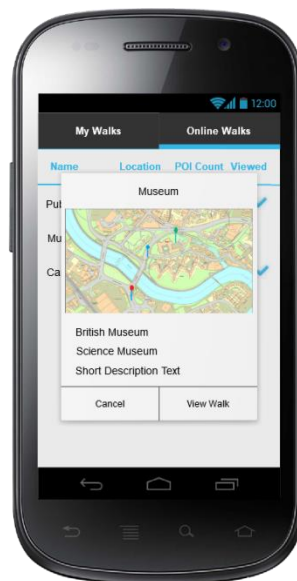 12:00
My Walks Online Walks
Name Location POI Count Viewed
Museum
Pub
Mu
Ca
British Museum
Science Museum
Short Description Text
Cancel View Walk